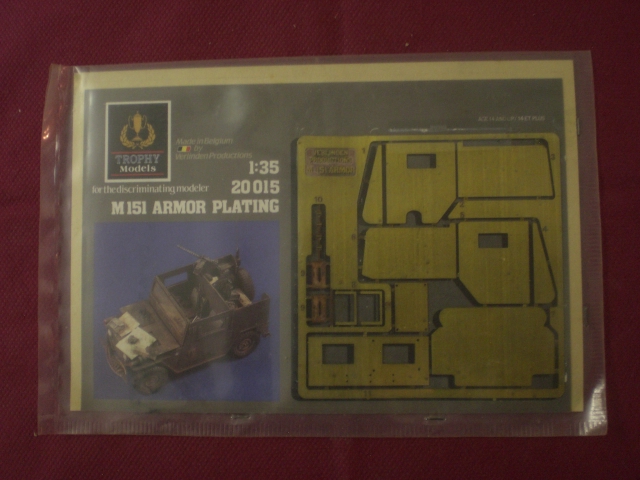 TROPHY
Models
Made in Belgium
by
Verlinden Productions
1:35
for the discriminating modeler
20015
M151 ARMOR PLATING